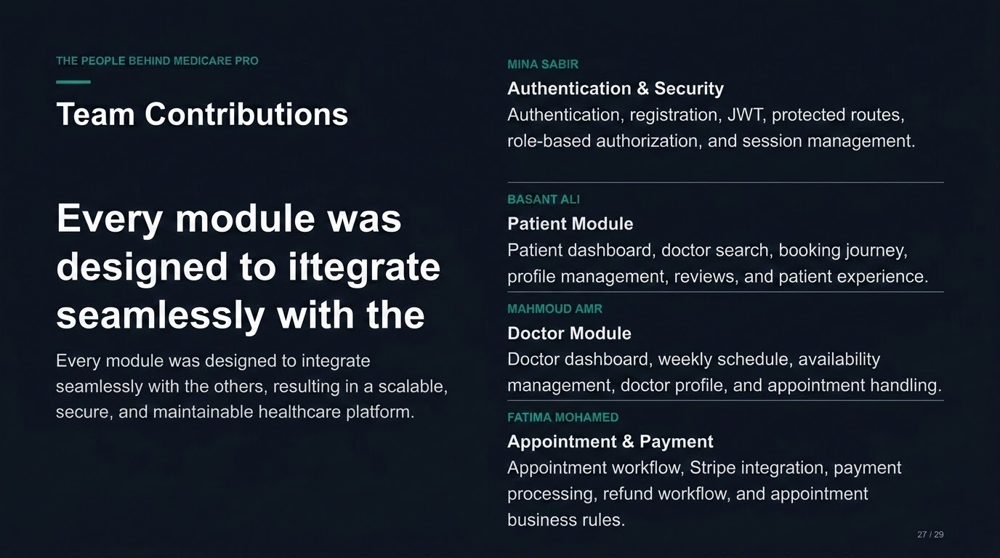 THE PEOPLE BEHIND MEDICARE PRO
Team Contributions
Every module was
designed to ittegrate
seamlessly with the
Every module was designed to integrate
seamlessly with the others, resulting in a scalable,
secure, and maintainable healthcare platform.
MINA SABIR
Authentication & Security
Authentication, registration, JWT, protected routes,
role-based authorization, and session management.
BASANT ALI
Patient Module
Patient dashboard, doctor search, booking journey,
profile management, reviews, and patient experience.
MAHMOUD AMR
Doctor Module
Doctor dashboard, weekly schedule, availability
management, doctor profile, and appointment handling.
FATIMA MOHAMED
Appointment & Payment
Appointment workflow, Stripe integration, payment
processing, refund workflow, and appointment
business rules.
27 / 29